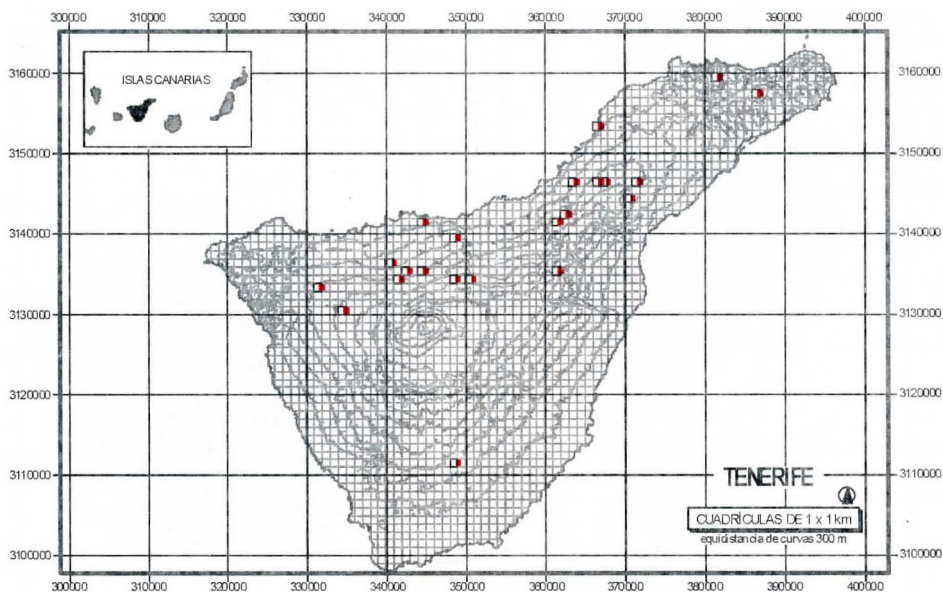 300000 310000 320000 330000 340000 350000 360000 370000 380000 390000 400000
ISLAS CANARIAS
3160000 3160000
3150000 3150000
3140000 3140000
3130000 3130000
3120000 3120000
3110000 3110000
TENERIFE
CUADRÍCULAS DE 1 x 1 km
equidistancia de curvas 300 m
3100000 3100000
300000 310000 320000 330000 340000 350000 360000 370000 380000 390000 400000